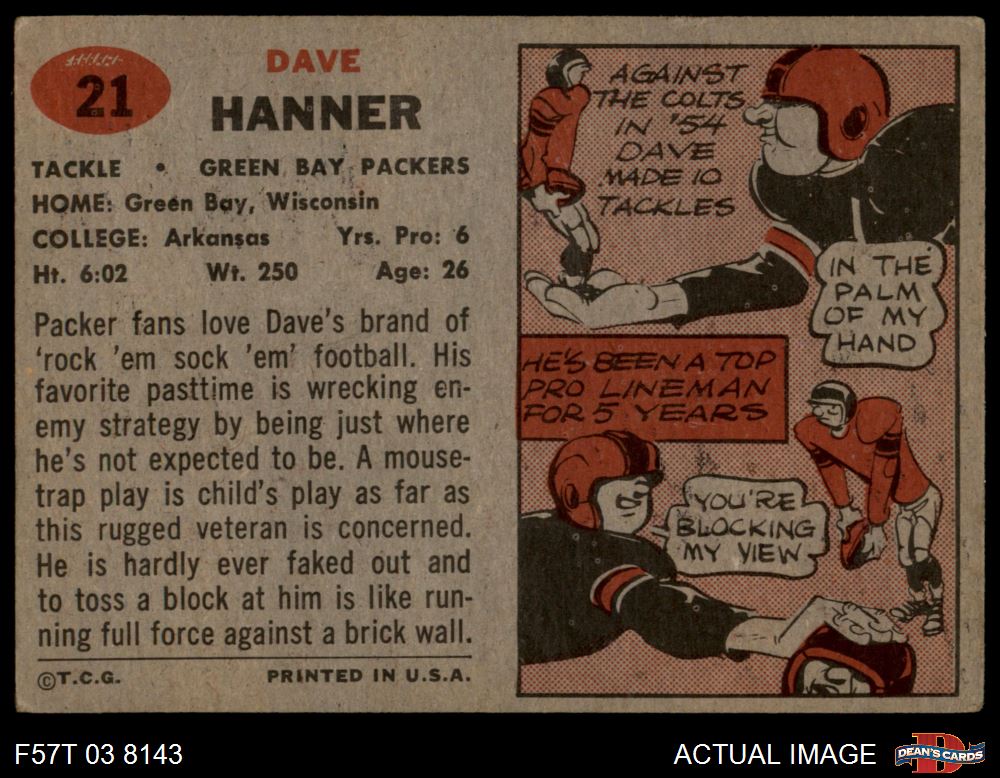 21
DAVE
HANNER
TACKLE • GREEN BAY PACKERS
HOME: Green Bay, Wisconsin
COLLEGE: Arkansas Yrs. Pro: 6
Ht. 6:02 Wt. 250 Age: 26
Packer fans love Dave's brand of
'rock 'em sock 'em' football. His
favorite pasttime is wrecking en-
emy strategy by being just where
he's not expected to be. A mouse-
trap play is child's play as far as
this rugged veteran is concerned.
He is hardly ever faked out and
to toss a block at him is like run-
ning full force against a brick wall.
©T.C.G. PRINTED IN U.S.A.
AGAINST
THE COLTS
IN '54
DAVE
MADE 10
TACKLES
IN THE
PALM
OF MY
HAND
HE'S BEEN A TOP
PRO LINEMAN
FOR 5 YEARS
YOU'RE
BLOCKING
MY VIEW
F57T 03 8143
ACTUAL IMAGE
D
DEAN'S CARDS